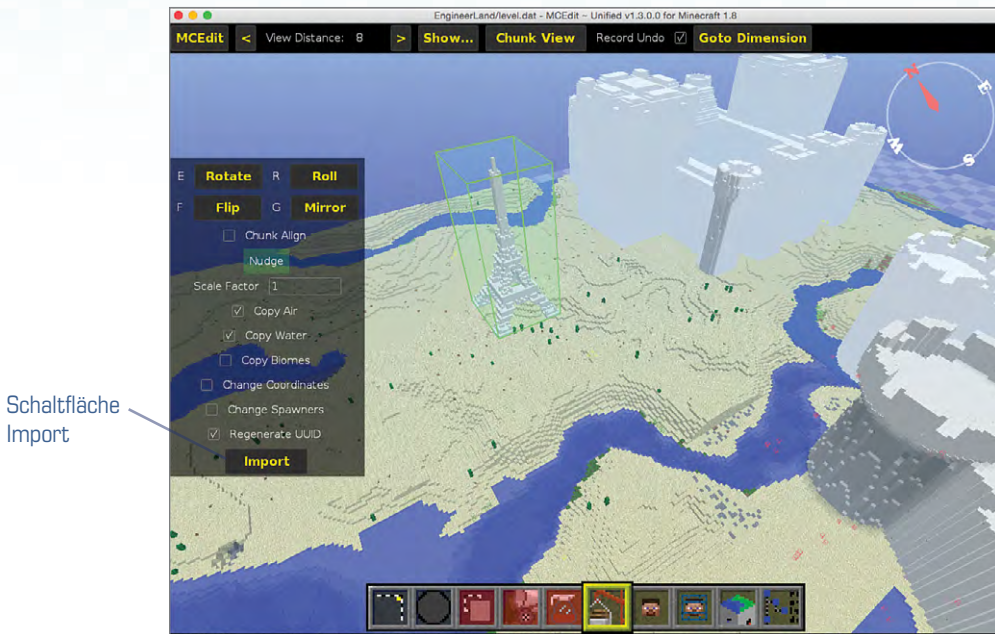 EngineerLand/level.dat - MCEdit ~ Unified v1.3.0.0 for Minecraft 1.8
MCEdit < View Distance: 8 > Show... Chunk View Record Undo Goto Dimension
E
S
W
E Rotate R Roll
F Flip G Mirror
Chunk Align
Nudge
Scale Factor 1
Copy Air
Copy Water
Copy Biomes
Change Coordinates
Change Spawners
Regenerate UUID
Import
Schaltfläche
Import